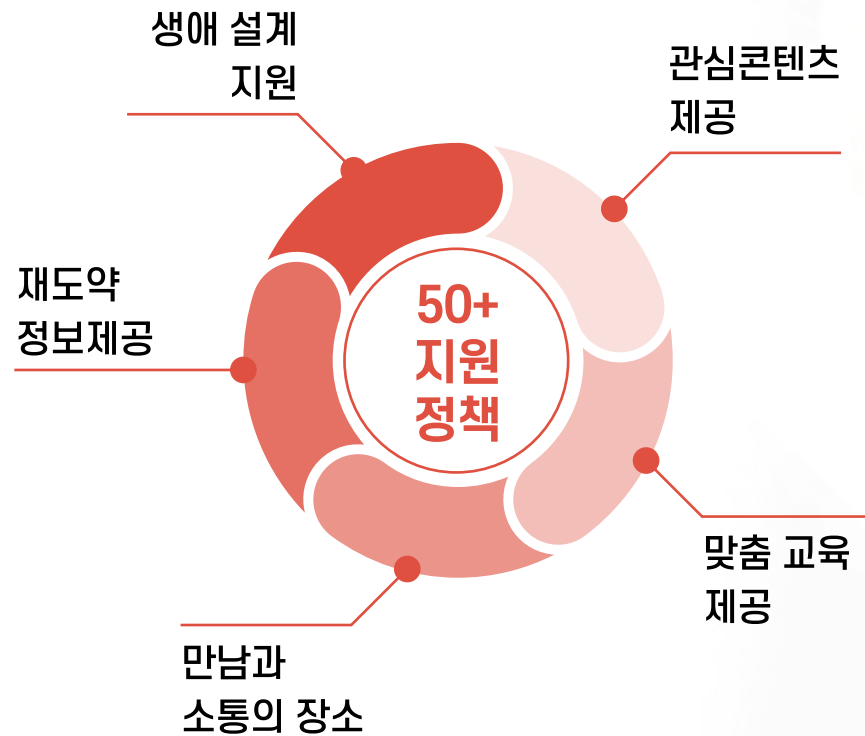 생애 설계
지원
관심콘텐츠
제공
재도약
정보제공
50+
지원
정책
맞춤 교육
제공
만남과
소통의 장소